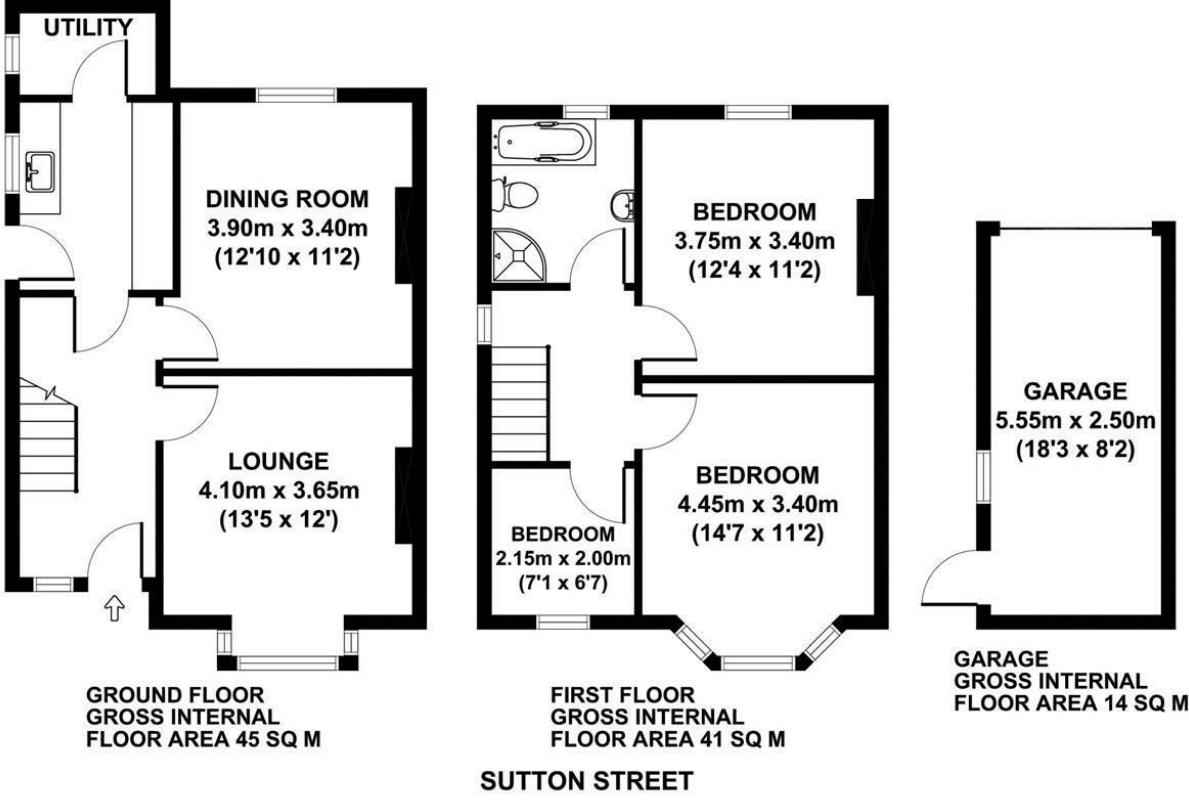 UTILITY
DINING ROOM
3.90m x 3.40m
(12'10 x 11'2)
LOUNGE
4.10m x 3.65m
(13'5 x 12')
GROUND FLOOR
GROSS INTERNAL
FLOOR AREA 45 SQ M
BEDROOM
3.75m x 3.40m
(12'4 x 11'2)
BEDROOM
4.45m x 3.40m
(14'7 x 11'2)
BEDROOM
2.15m x 2.00m
(7'1 x 6'7)
FIRST FLOOR
GROSS INTERNAL
FLOOR AREA 41 SQ M
GARAGE
5.55m x 2.50m
(18'3 x 8'2)
GARAGE
GROSS INTERNAL
FLOOR AREA 14 SQ M
SUTTON STREET